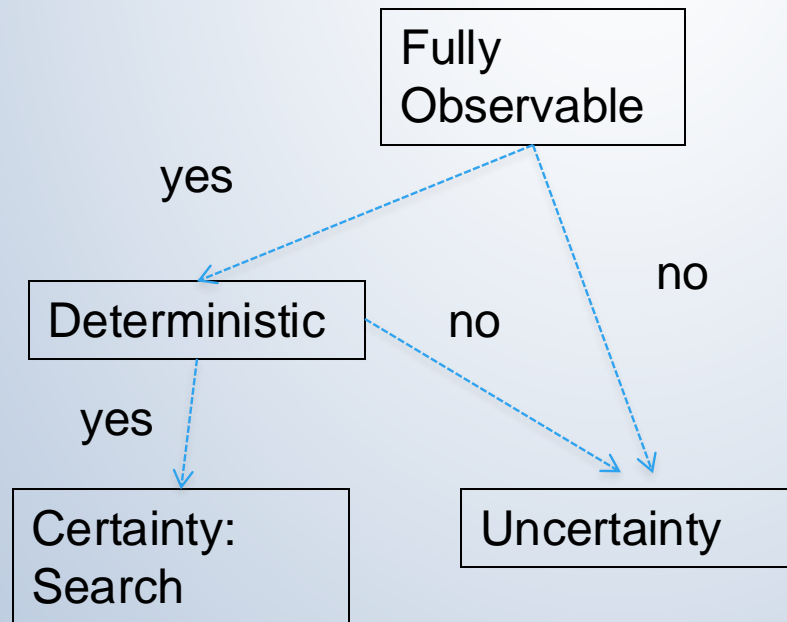 Fully
Observable
yes
no
Deterministic
no
yes
Certainty:
Search
Uncertainty